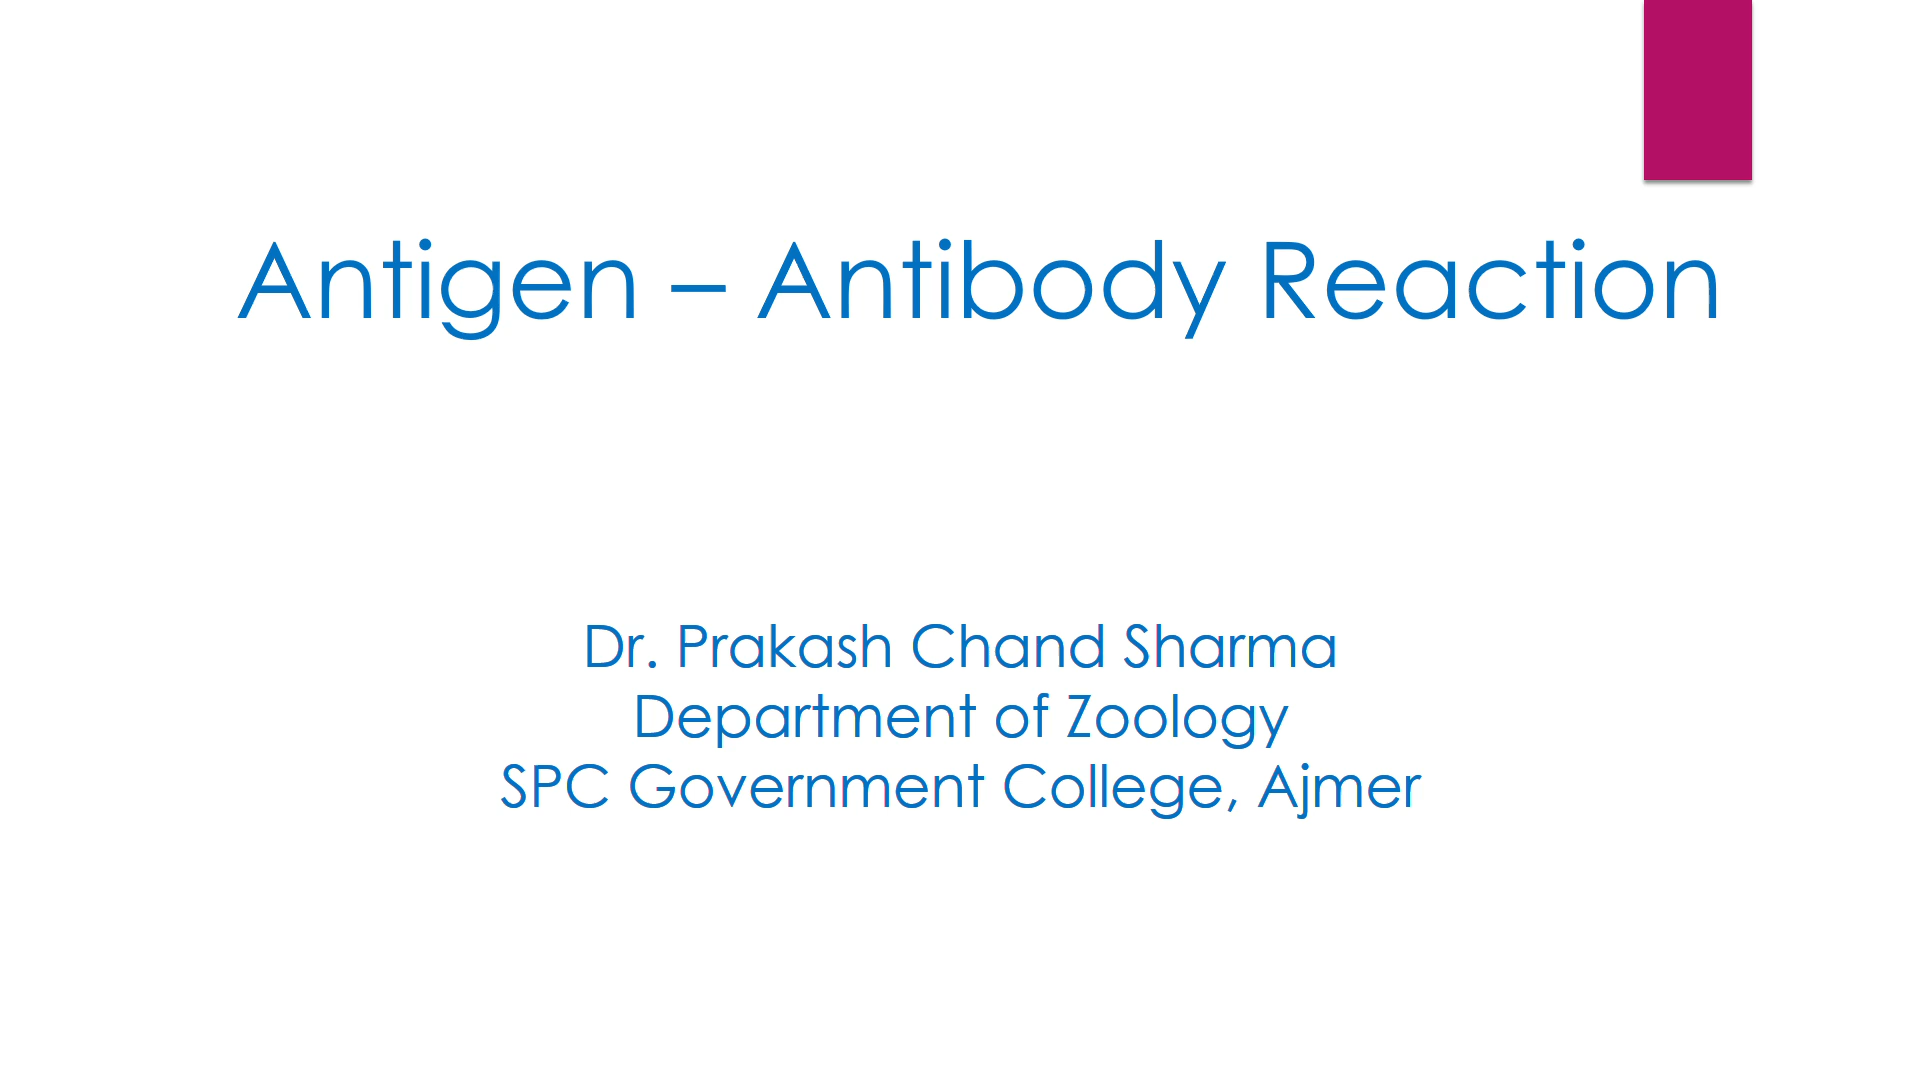 Antigen – Antibody Reaction
Dr. Prakash Chand Sharma
Department of Zoology
SPC Government College, Ajmer